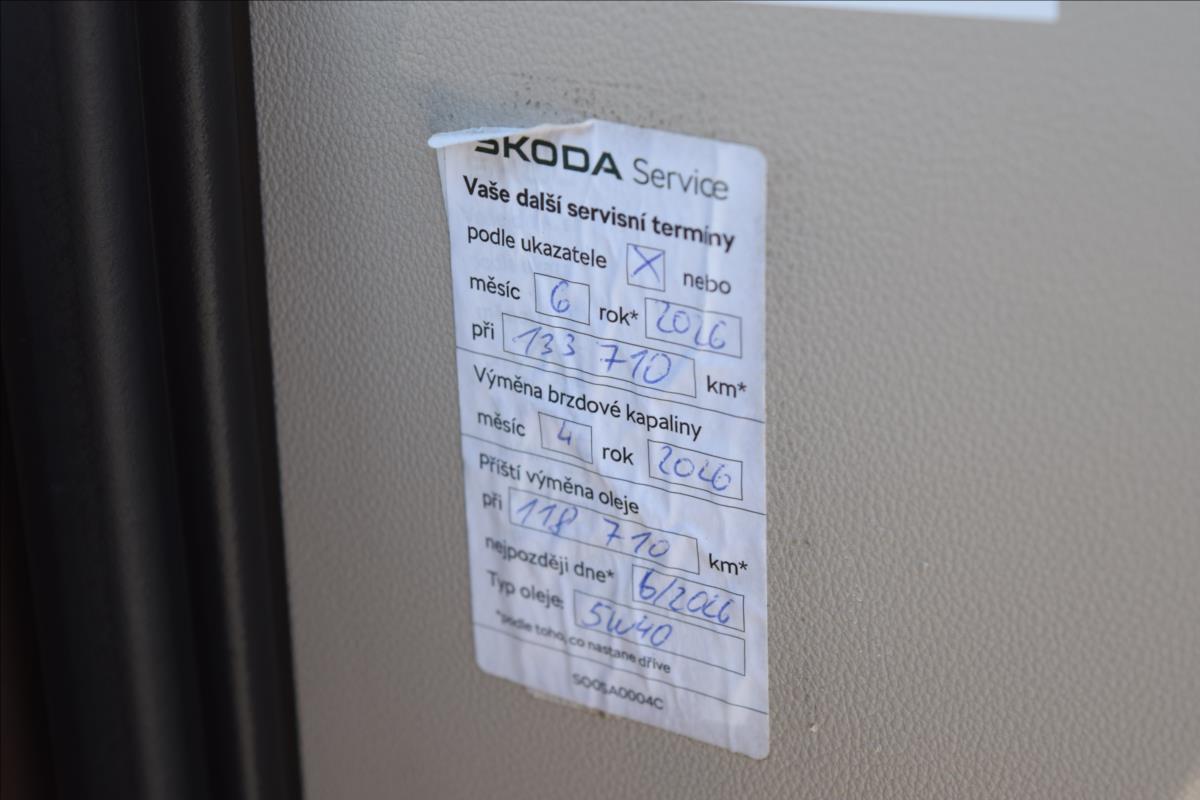 ŠKODA Service
Vaše další servisní termíny
podle ukazatele X nebo
měsíc 6 rok* 2026
při 133 710 km*
Výměna brzdové kapaliny
měsíc 4 rok 2026
Příští výměna oleje
při 118 710 km*
nejpozději dne* 6/2026
Typ oleje: 5W40
*podle toho, co nastane dříve
SO05A0004C